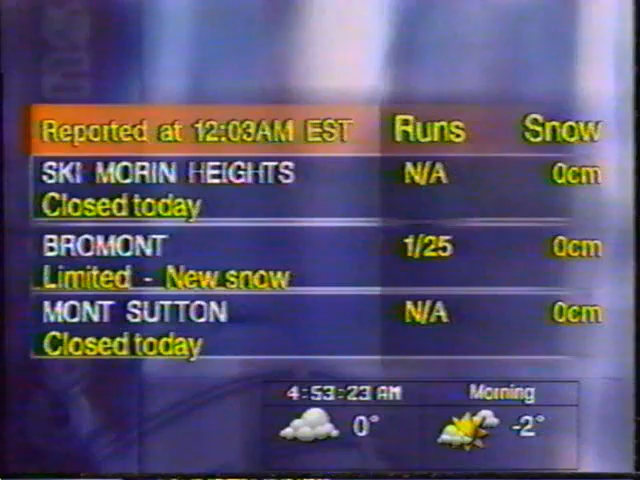 Reported at 12:03AM EST Runs Snow
SKI MORIN HEIGHTS N/A 0cm
Closed today
BROMONT 1/25 0cm
Limited - New snow
MONT SUTTON N/A 0cm
Closed today
4:53:23 AM Morning
0° -2°